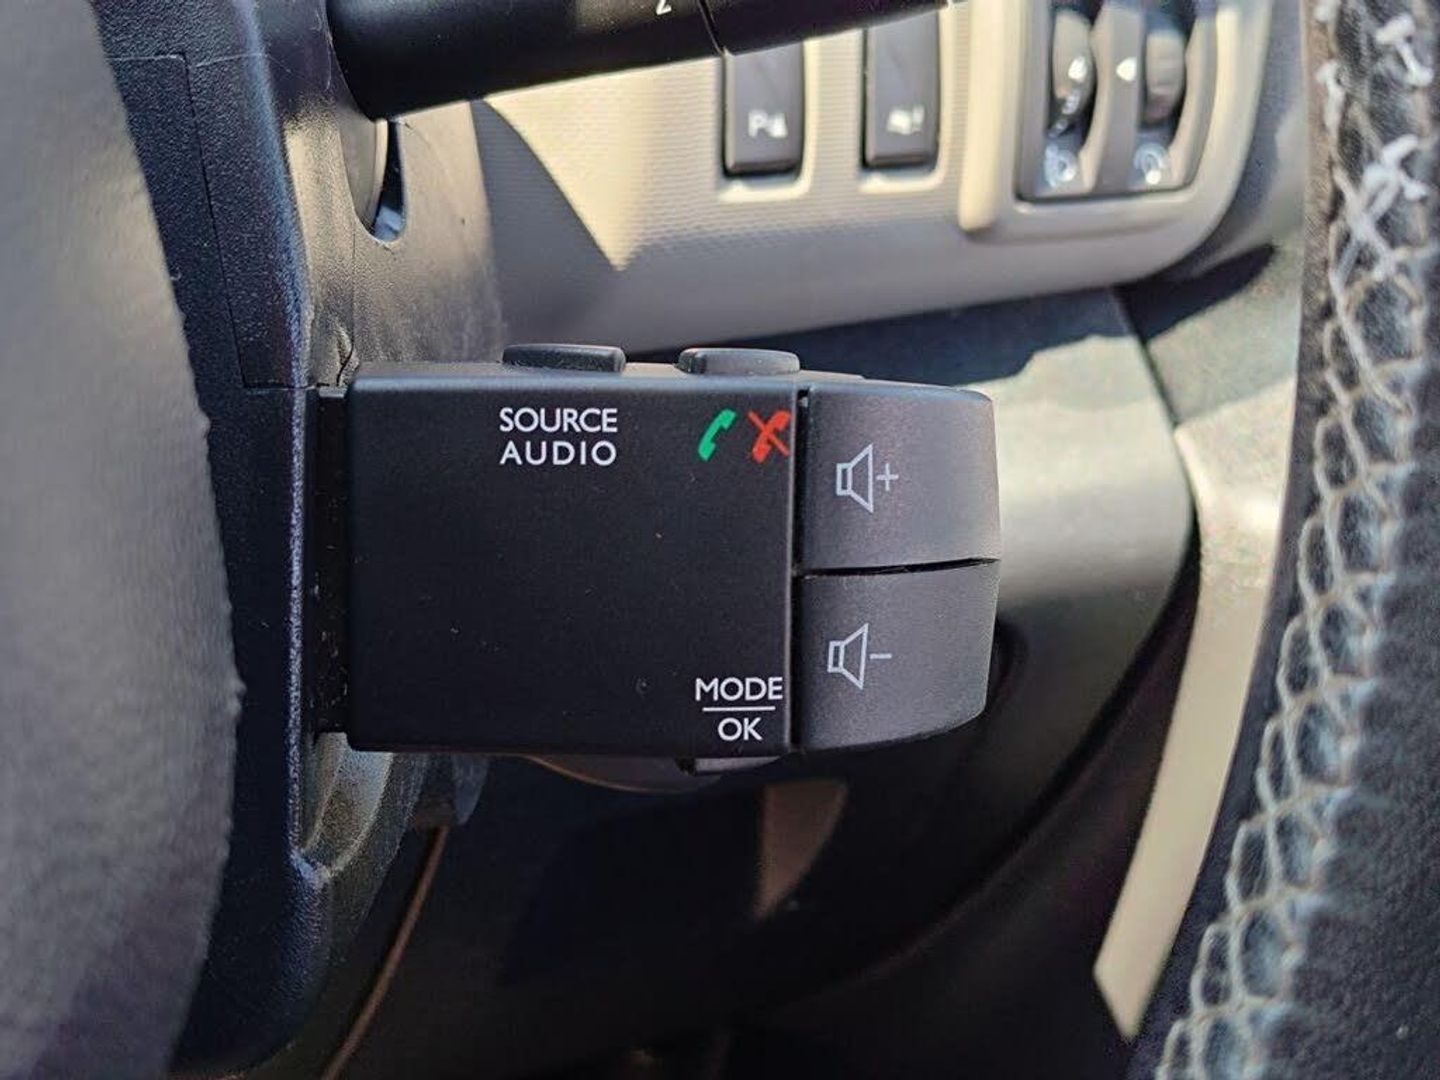 P
SOURCE
AUDIO
+
-
MODE
OK